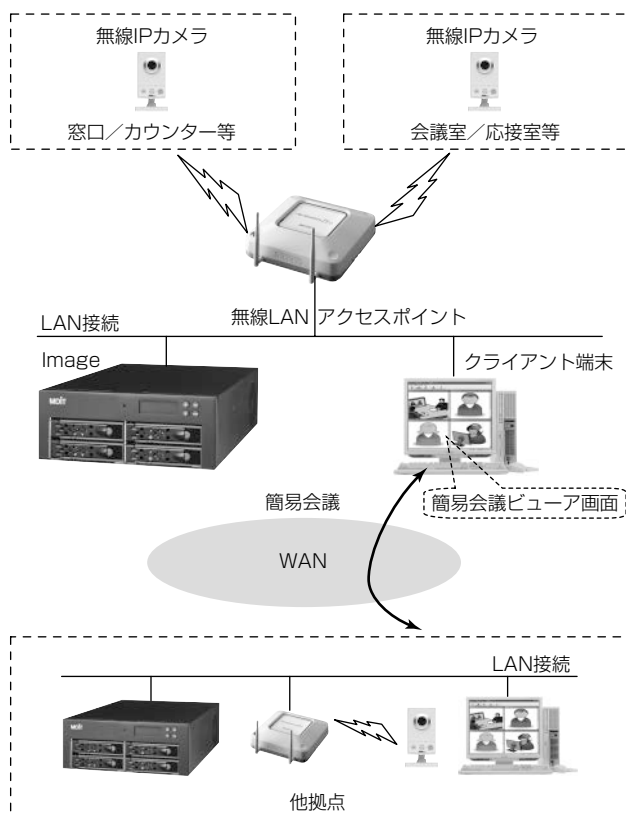 無線IPカメラ
窓口／カウンター等
無線IPカメラ
会議室／応接室等
LAN接続
無線LAN アクセスポイント
Image
クライアント端末
簡易会議
簡易会議ビューア画面
WAN
LAN接続
他拠点